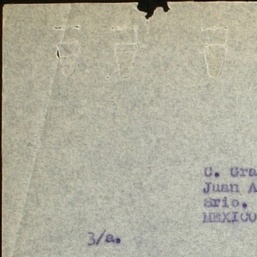 C. Gra
Juan A
Srio.
MEXICO
3/a.